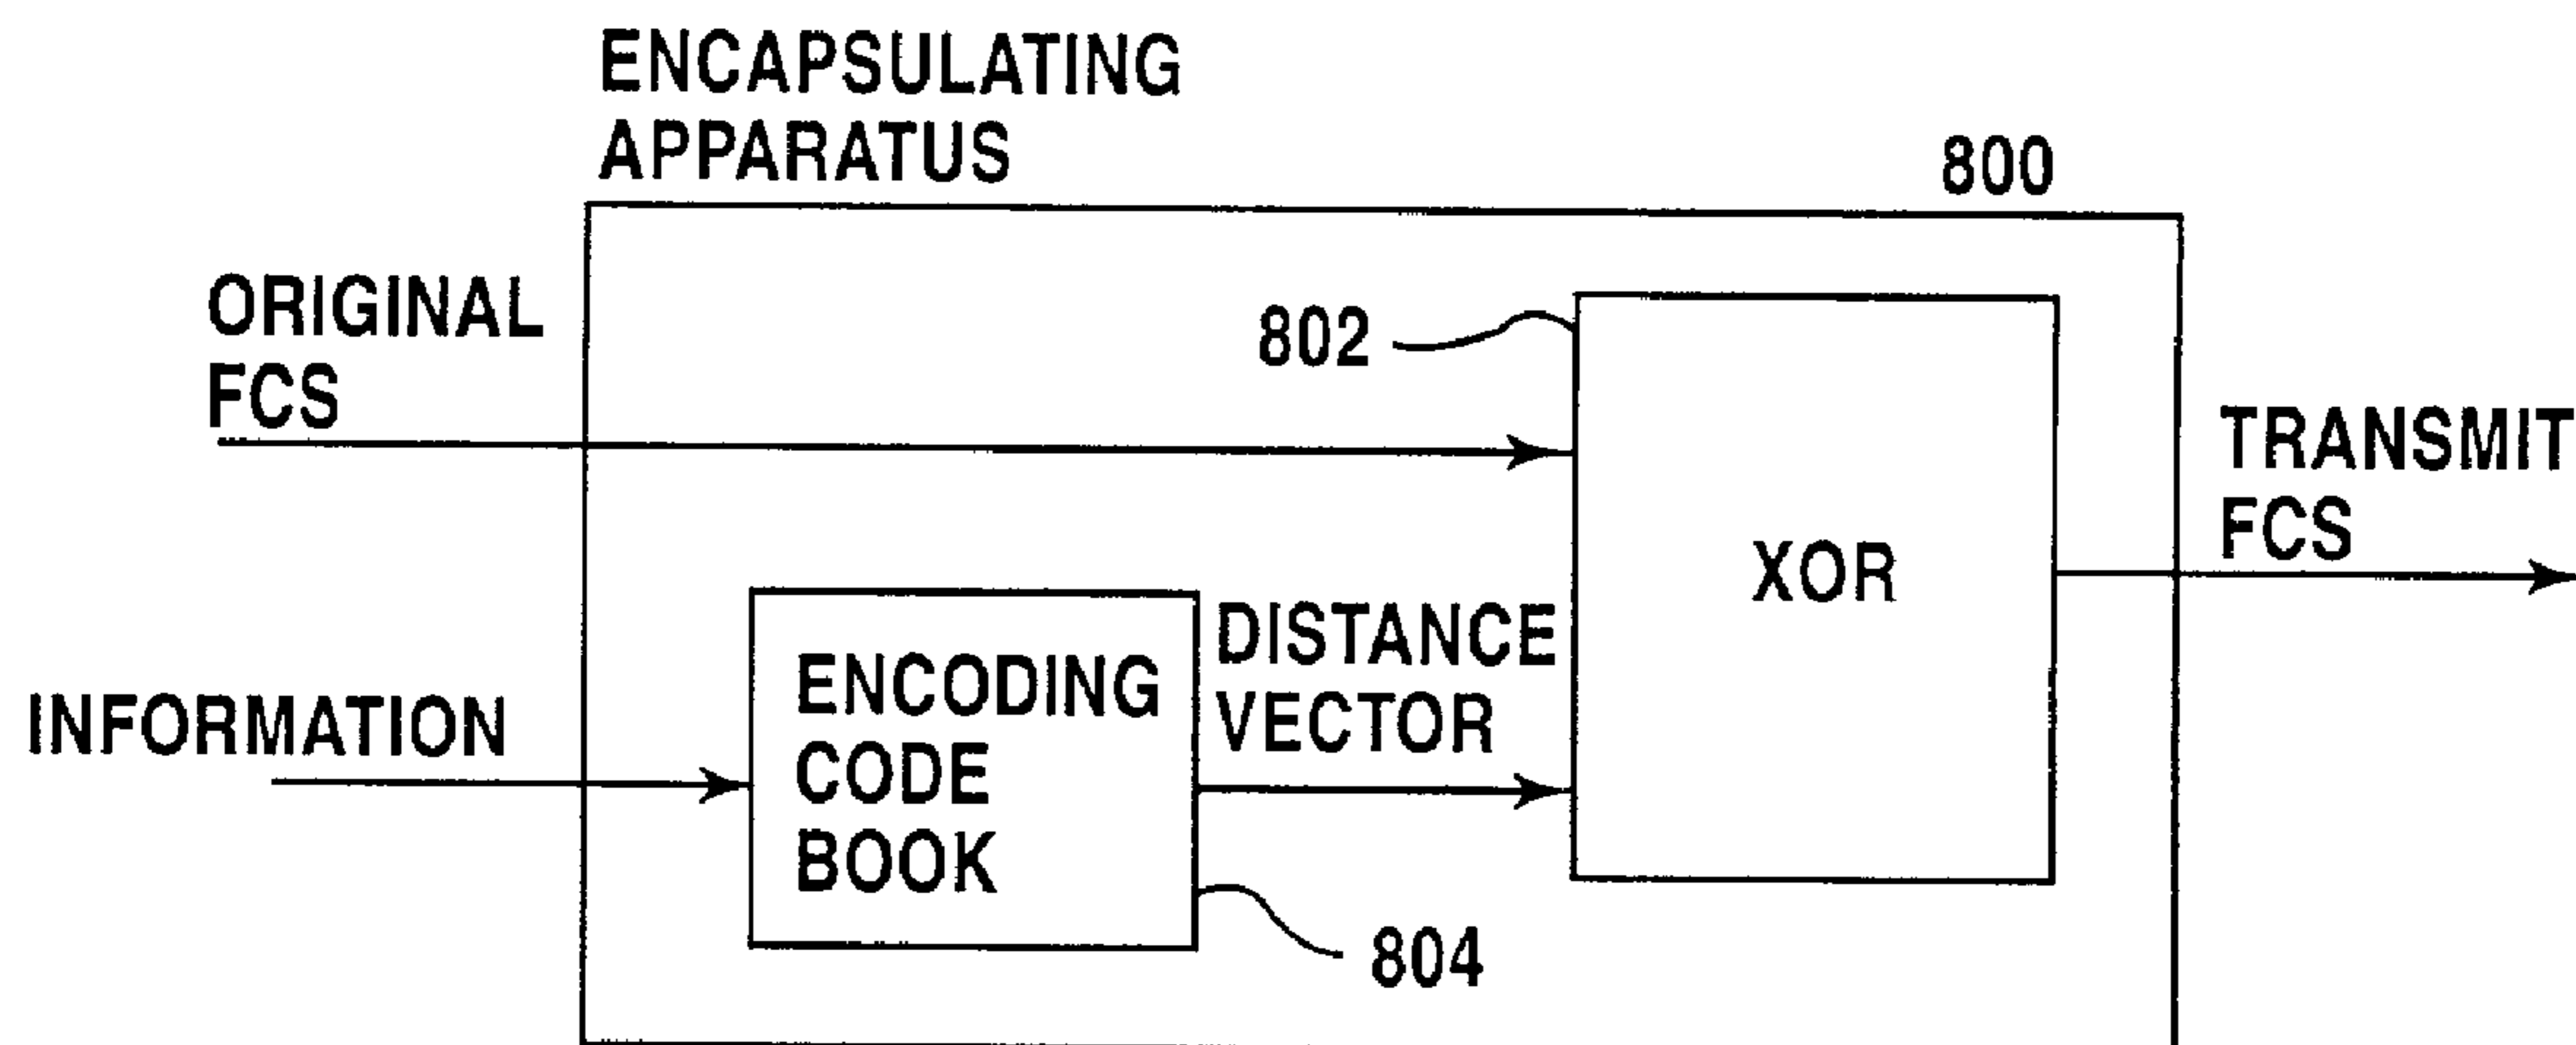 ENCAPSULATING
APPARATUS
800
ORIGINAL
FCS
802
TRANSMIT
FCS
XOR
DISTANCE
VECTOR
INFORMATION
ENCODING
CODE
BOOK
804